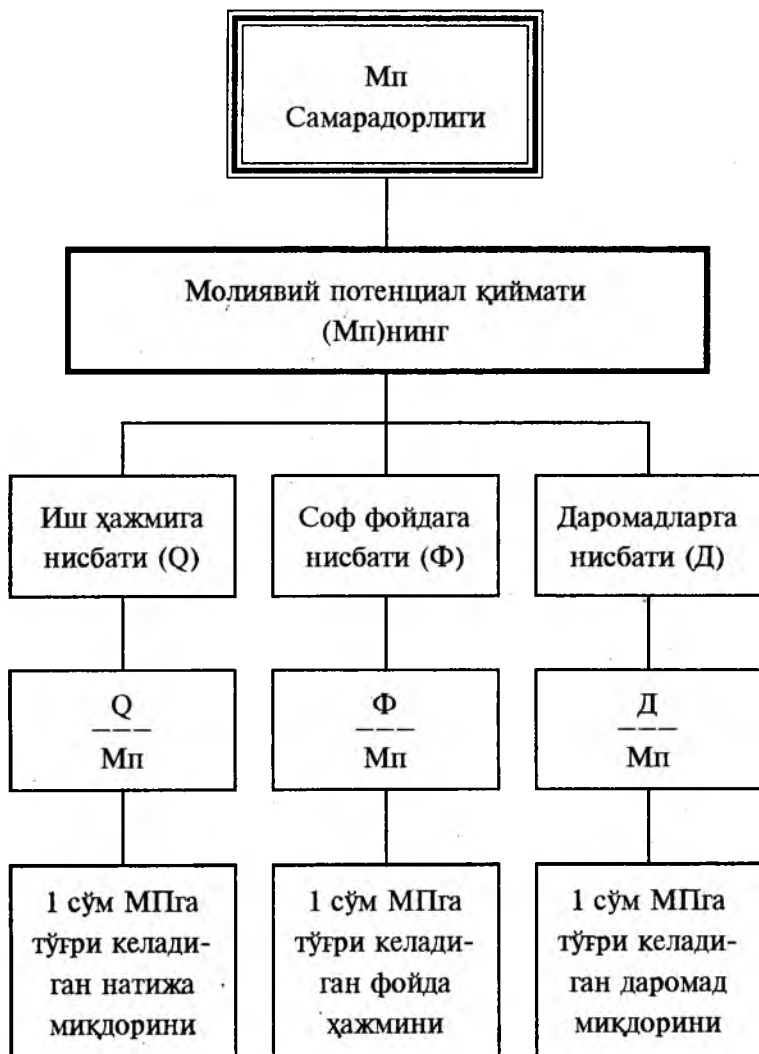 Мп
Самарадорлиги
Молиявий потенциал қиймати
(Мп)нинг
Иш ҳажмига
нисбати (Q)
Соф фойдага
нисбати (Ф)
Даромадларга
нисбати (Д)
Q
———
Мп
Ф
———
Мп
Д
———
Мп
1 сўм МПга
тўғри келади-
ган натижа
миқдорини
1 сўм МПга
тўғри келади-
ган фойда
ҳажмини
1 сўм МПга
тўғри келади-
ган даромад
миқдорини